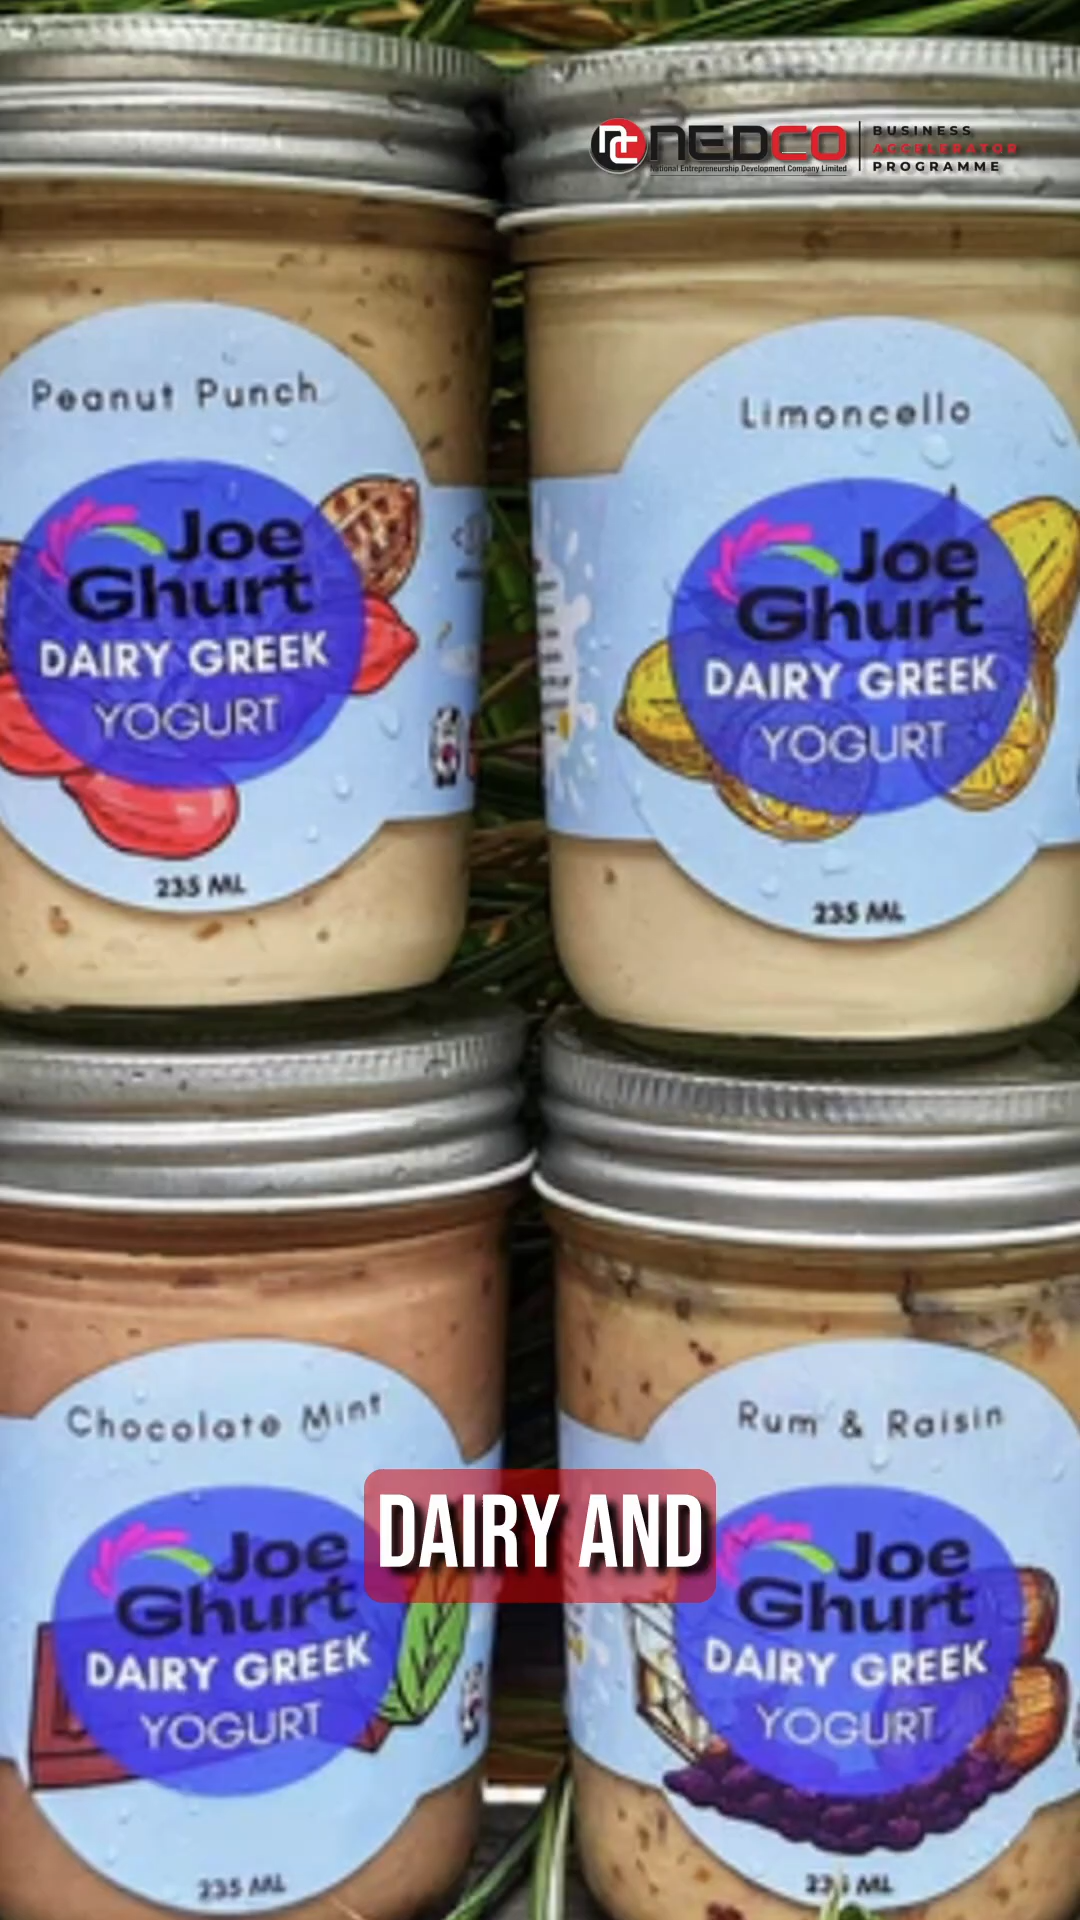 NEDCO
National Entrepreneurship Development Company Limited
BUSINESS
ACCELERATOR
PROGRAMME
Peanut Punch
Joe
Ghurt
DAIRY GREEK
YOGURT
235 ML
Limoncello
Joe
Ghurt
DAIRY GREEK
YOGURT
235 ML
Chocolate Mint
Joe
Ghurt
DAIRY GREEK
YOGURT
235 ML
Rum & Raisin
Joe
Ghurt
DAIRY GREEK
YOGURT
ML
DAIRY AND